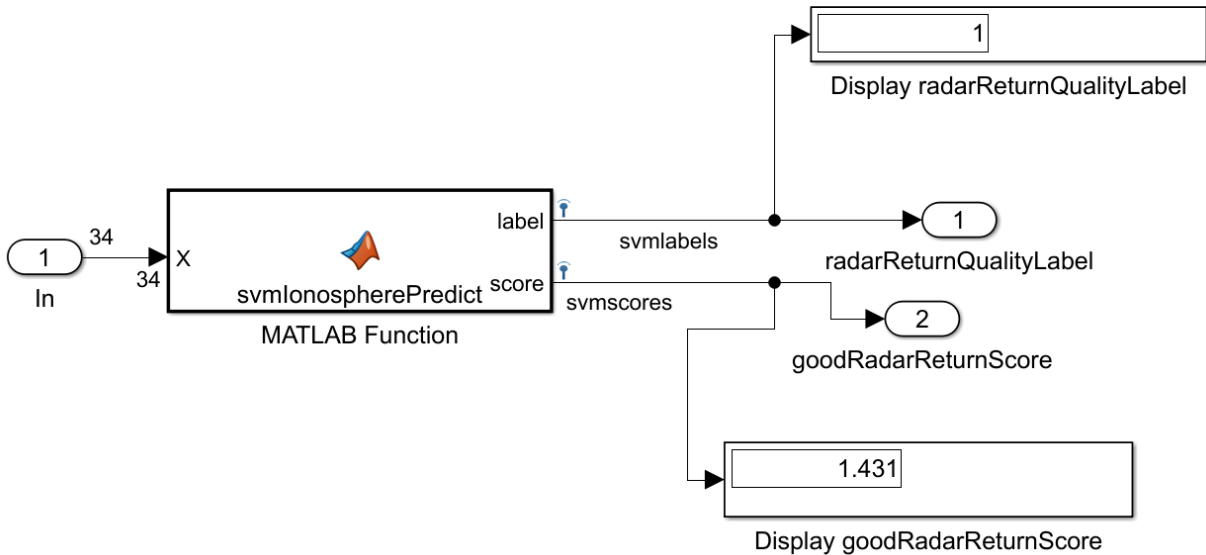 1
Display radarReturnQualityLabel
1
In
34
34
X
svmIonospherePredict
label
score
MATLAB Function
svmlabels
svmscores
1
radarReturnQualityLabel
2
goodRadarReturnScore
1.431
Display goodRadarReturnScore